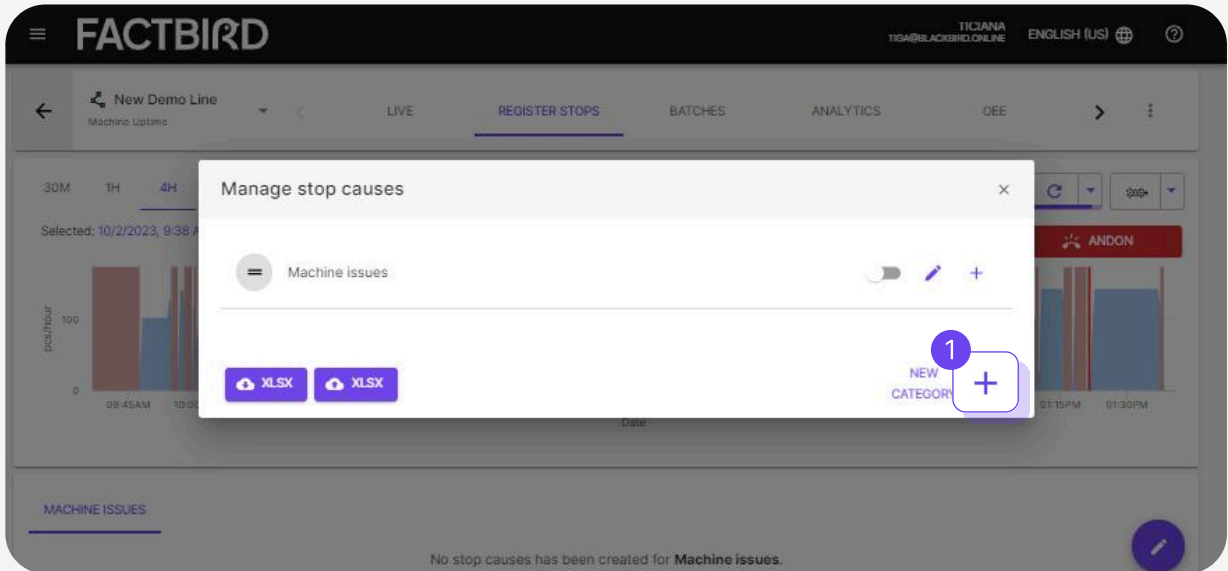 FACTBIRD
TICIANA
TIGA@BLACKBIRD.ONLINE
ENGLISH (US)
New Demo Line
Machine Uptime
LIVE
REGISTER STOPS
BATCHES
ANALYTICS
OEE
30M
1H
4H
Manage stop causes
Selected: 10/2/2023, 9:38 A
ANDON
Machine issues
pcs/hour
100
0
XLSX
XLSX
1
NEW
CATEGORY
09:45AM
10:00
01:15PM
01:30PM
Date
MACHINE ISSUES
No stop causes has been created for Machine issues.